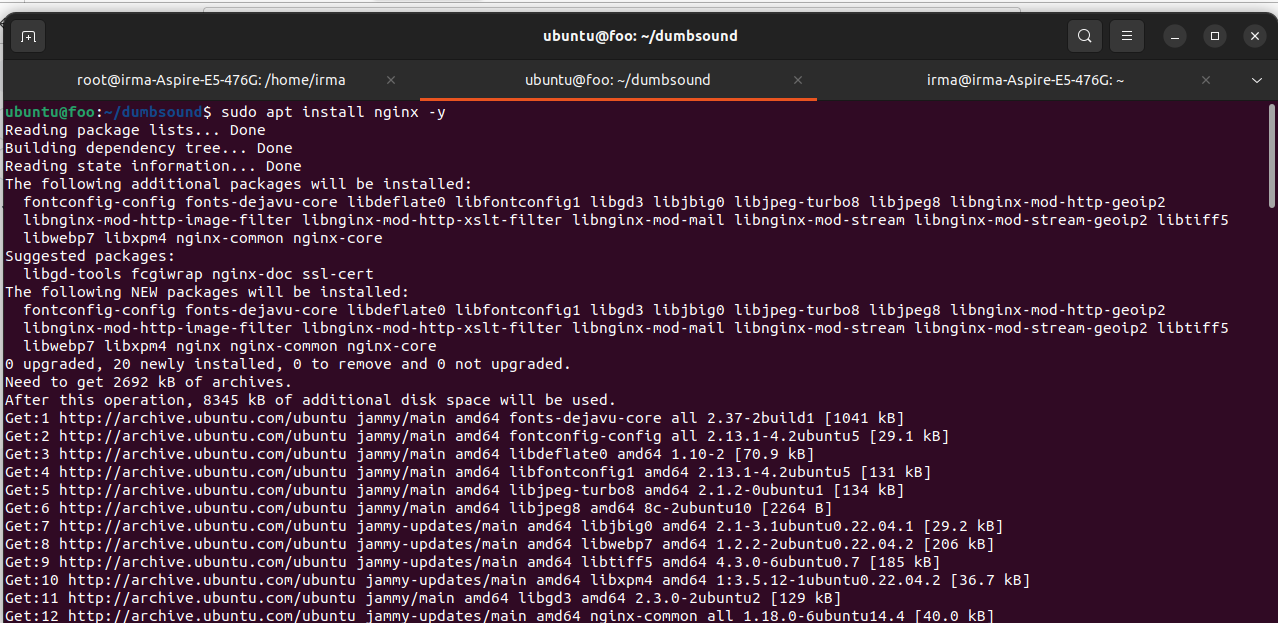 ubuntu@foo: ~/dumbsound
root@irma-Aspire-E5-476G: /home/irma
ubuntu@foo: ~/dumbsound
irma@irma-Aspire-E5-476G: ~
ubuntu@foo:~/dumbsound$ sudo apt install nginx -y
Reading package lists... Done
Building dependency tree... Done
Reading state information... Done
The following additional packages will be installed:
  fontconfig-config fonts-dejavu-core libdeflate0 libfontconfig1 libgd3 libjbig0 libjpeg-turbo8 libjpeg8 libnginx-mod-http-geoip2
  libnginx-mod-http-image-filter libnginx-mod-http-xslt-filter libnginx-mod-mail libnginx-mod-stream libnginx-mod-stream-geoip2 libtiff5
  libwebp7 libxpm4 nginx-common nginx-core
Suggested packages:
  libgd-tools fcgiwrap nginx-doc ssl-cert
The following NEW packages will be installed:
  fontconfig-config fonts-dejavu-core libdeflate0 libfontconfig1 libgd3 libjbig0 libjpeg-turbo8 libjpeg8 libnginx-mod-http-geoip2
  libnginx-mod-http-image-filter libnginx-mod-http-xslt-filter libnginx-mod-mail libnginx-mod-stream libnginx-mod-stream-geoip2 libtiff5
  libwebp7 libxpm4 nginx nginx-common nginx-core
0 upgraded, 20 newly installed, 0 to remove and 0 not upgraded.
Need to get 2692 kB of archives.
After this operation, 8345 kB of additional disk space will be used.
Get:1 http://archive.ubuntu.com/ubuntu jammy/main amd64 fonts-dejavu-core all 2.37-2build1 [1041 kB]
Get:2 http://archive.ubuntu.com/ubuntu jammy/main amd64 fontconfig-config all 2.13.1-4.2ubuntu5 [29.1 kB]
Get:3 http://archive.ubuntu.com/ubuntu jammy/main amd64 libdeflate0 amd64 1.10-2 [70.9 kB]
Get:4 http://archive.ubuntu.com/ubuntu jammy/main amd64 libfontconfig1 amd64 2.13.1-4.2ubuntu5 [131 kB]
Get:5 http://archive.ubuntu.com/ubuntu jammy/main amd64 libjpeg-turbo8 amd64 2.1.2-0ubuntu1 [134 kB]
Get:6 http://archive.ubuntu.com/ubuntu jammy/main amd64 libjpeg8 amd64 8c-2ubuntu10 [2264 B]
Get:7 http://archive.ubuntu.com/ubuntu jammy-updates/main amd64 libjbig0 amd64 2.1-3.1ubuntu0.22.04.1 [29.2 kB]
Get:8 http://archive.ubuntu.com/ubuntu jammy-updates/main amd64 libwebp7 amd64 1.2.2-2ubuntu0.22.04.2 [206 kB]
Get:9 http://archive.ubuntu.com/ubuntu jammy-updates/main amd64 libtiff5 amd64 4.3.0-6ubuntu0.7 [185 kB]
Get:10 http://archive.ubuntu.com/ubuntu jammy-updates/main amd64 libxpm4 amd64 1:3.5.12-1ubuntu0.22.04.2 [36.7 kB]
Get:11 http://archive.ubuntu.com/ubuntu jammy/main amd64 libgd3 amd64 2.3.0-2ubuntu2 [129 kB]
Get:12 http://archive.ubuntu.com/ubuntu jammy-updates/main amd64 nginx-common all 1.18.0-6ubuntu14.4 [40.0 kB]